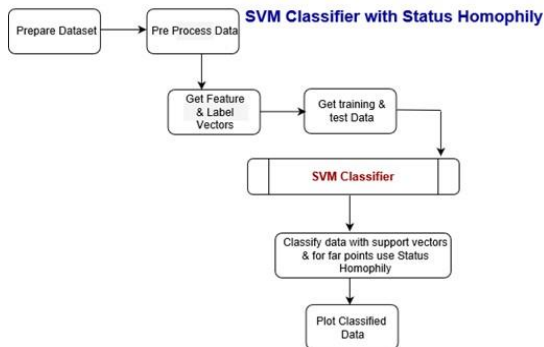 SVM Classifier with Status Homophily
Prepare Dataset
Pre Process Data
Get Feature
& Label
Vectors
Get training &
test Data
SVM Classifier
Classify data with support vectors
& for far points use Status
Homophily
Plot Classified
Data